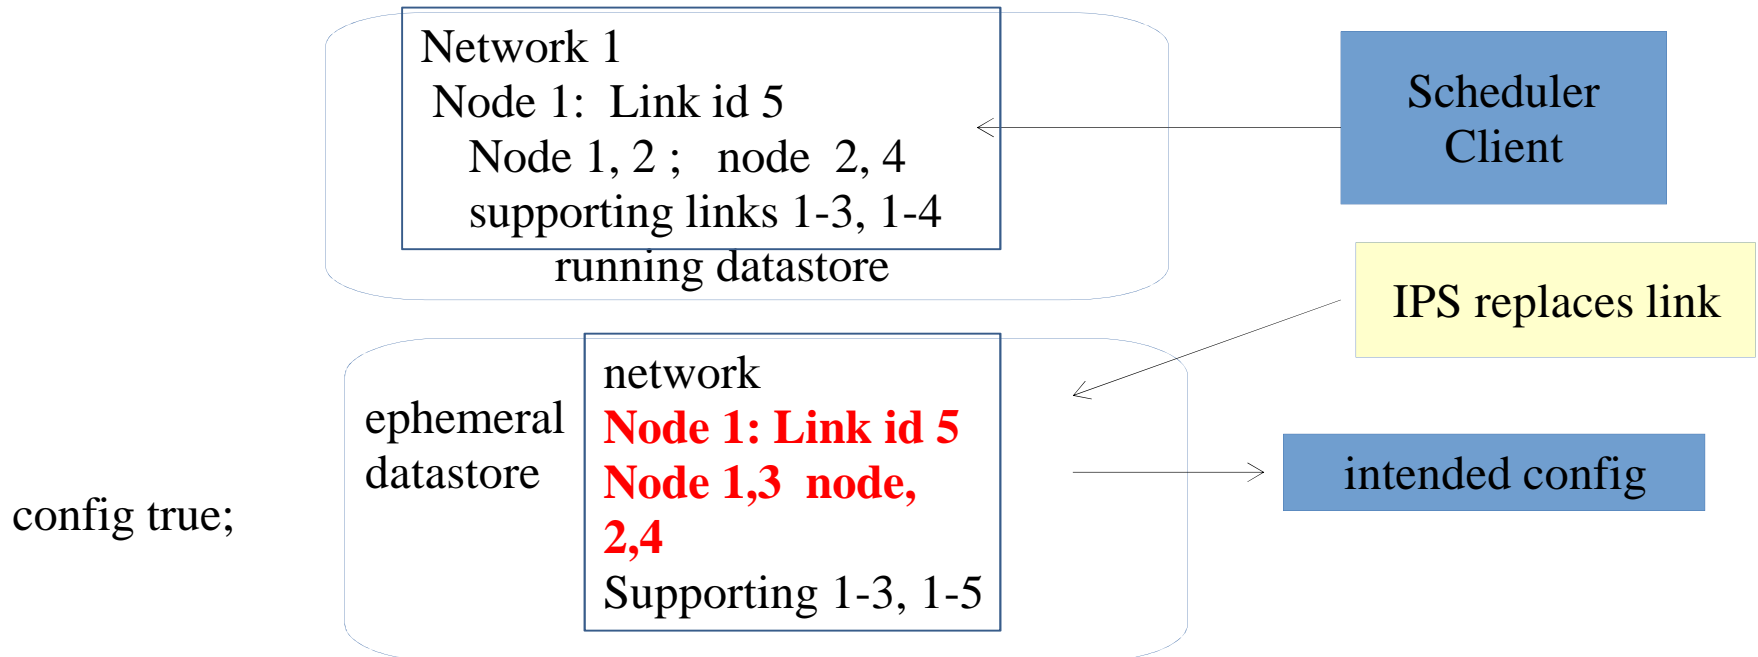 Network 1
Node 1:  Link id 5
Node 1, 2 ;   node  2, 4
supporting links 1-3, 1-4
running datastore
Scheduler
Client
IPS replaces link
ephemeral
datastore
network
Node 1: Link id 5
Node 1,3  node,
2,4
Supporting 1-3, 1-5
intended config
config true;